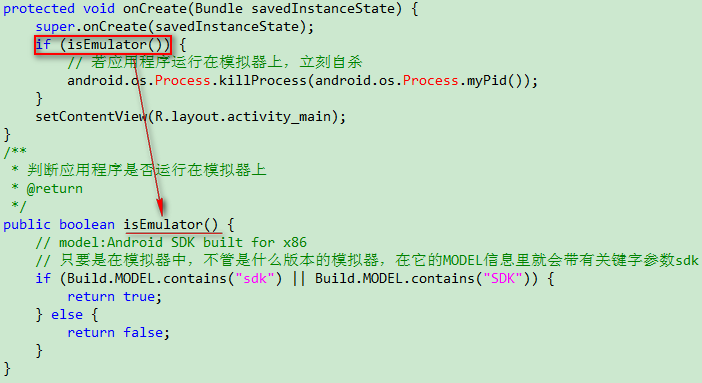 protected void onCreate(Bundle savedInstanceState) {
    super.onCreate(savedInstanceState);
    if (isEmulator()) {
        // 若应用程序运行在模拟器上，立刻自杀
        android.os.Process.killProcess(android.os.Process.myPid());
    }
    setContentView(R.layout.activity_main);
}
/**
 * 判断应用程序是否运行在模拟器上
 * @return
 */
public boolean isEmulator() {
    // model:Android SDK built for x86
    // 只要是在模拟器中，不管是什么版本的模拟器，在它的MODEL信息里就会带有关键字参数sdk
    if (Build.MODEL.contains("sdk") || Build.MODEL.contains("SDK")) {
        return true;
    } else {
        return false;
    }
}